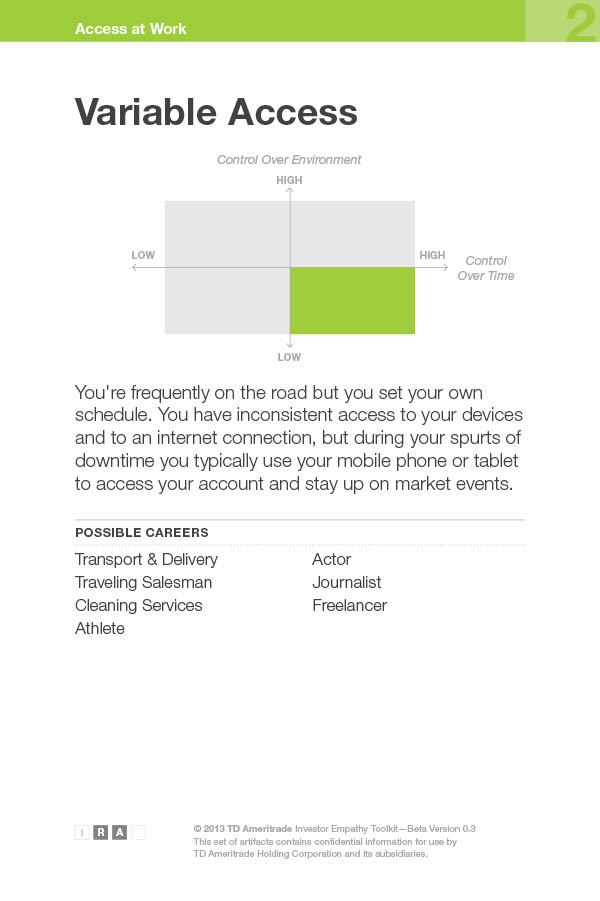 Access at Work
2
Variable Access
Control Over Environment
HIGH
LOW
HIGH
Control
Over Time
LOW
You're frequently on the road but you set your own
schedule. You have inconsistent access to your devices
and to an internet connection, but during your spurts of
downtime you typically use your mobile phone or tablet
to access your account and stay up on market events.
POSSIBLE CAREERS
Transport & Delivery
Traveling Salesman
Cleaning Services
Athlete
Actor
Journalist
Freelancer
I R A
© 2013 TD Ameritrade Investor Empathy Toolkit—Beta Version 0.3
This set of artifacts contains confidential information for use by
TD Ameritrade Holding Corporation and its subsidiaries.